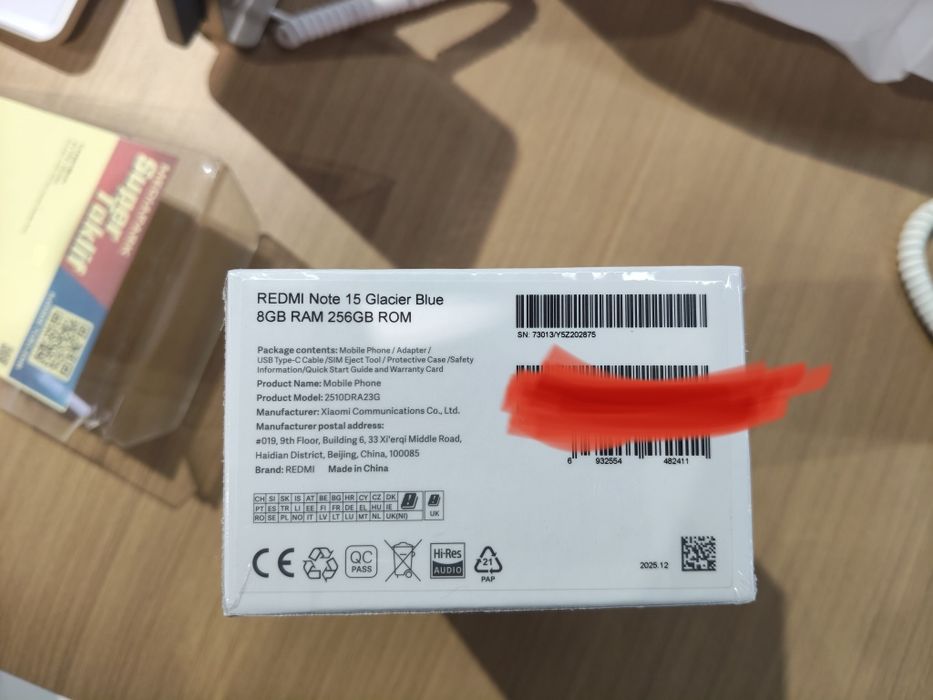 REDMI Note 15 Glacier Blue
8GB RAM 256GB ROM
Package contents: Mobile Phone / Adapter /
USB Type-C Cable /SIM Eject Tool / Protective Case /Safety
Information/Quick Start Guide and Warranty Card
Product Name: Mobile Phone
Product Model: 2510DRA23G
Manufacturer: Xiaomi Communications Co., Ltd.
Manufacturer postal address:
#019, 9th Floor, Building 6, 33 Xi'erqi Middle Road,
Haidian District, Beijing, China, 100085
Brand: REDMI Made in China
SN: 73013/Y5Z202875
6 932554 482411
CH SI SK IS AT BE BG HR CY CZ DK
PT ES TR LI EE FI FR DE EL HU IE
RO SE PL NO IT LV LT LU MT NL UK(NI)
UK
CE
QC
PASS
Hi-Res
AUDIO
21
PAP
2025.12
Super
Təklif